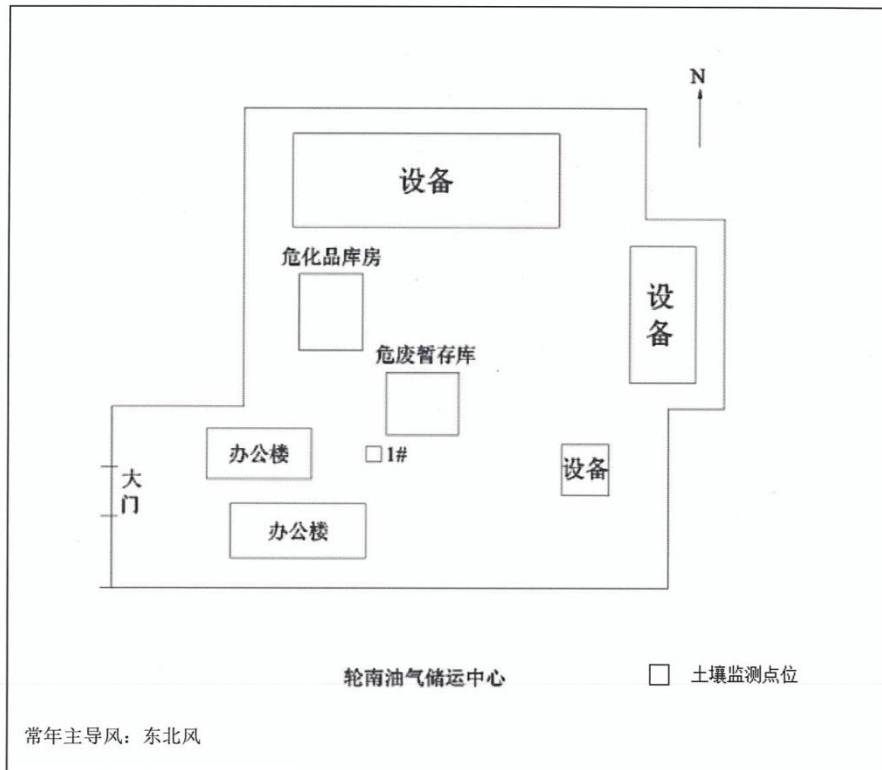 N
设备
危化品库房
设备
危废暂存库
办公楼
1#
设备
大门
办公楼
轮南油气储运中心
土壤监测点位
常年主导风：东北风